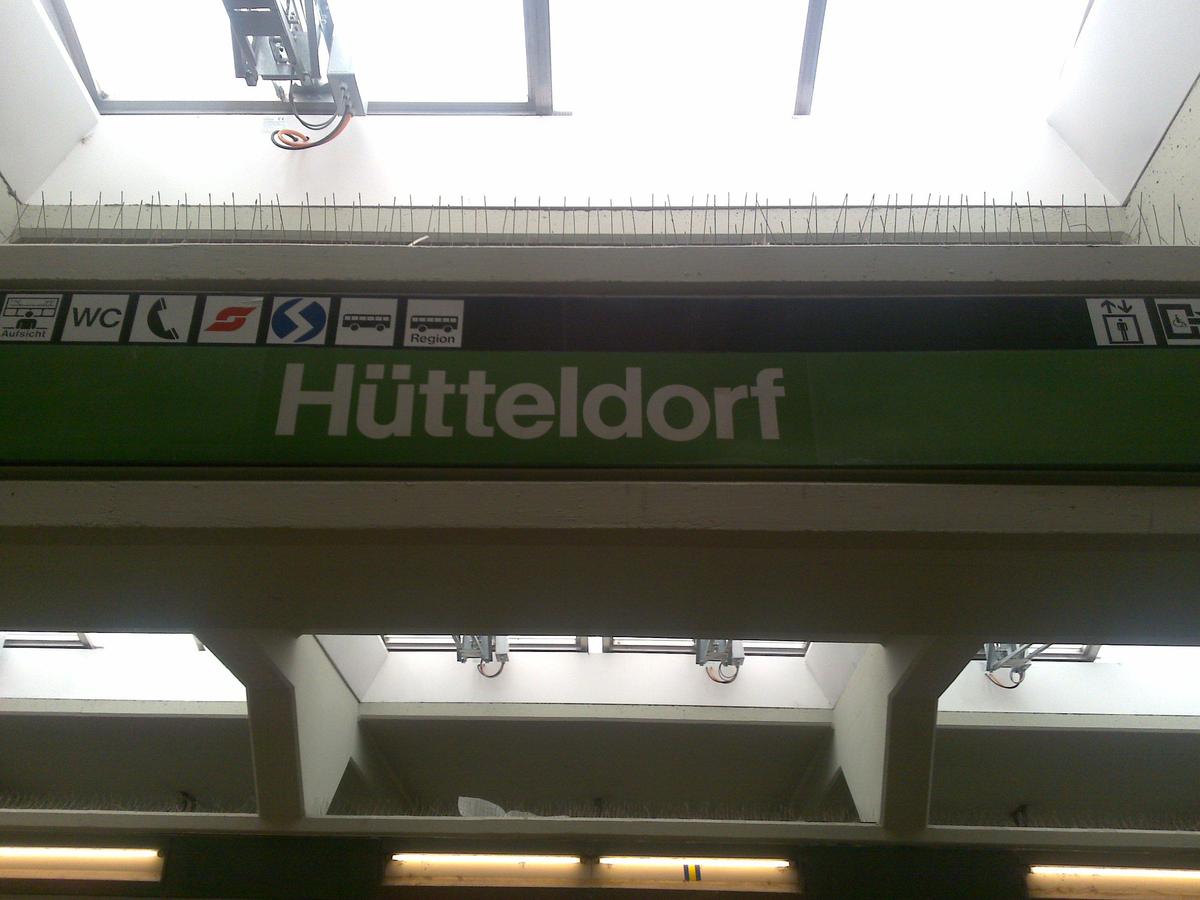 Aufsicht
WC
Region
Hütteldorf